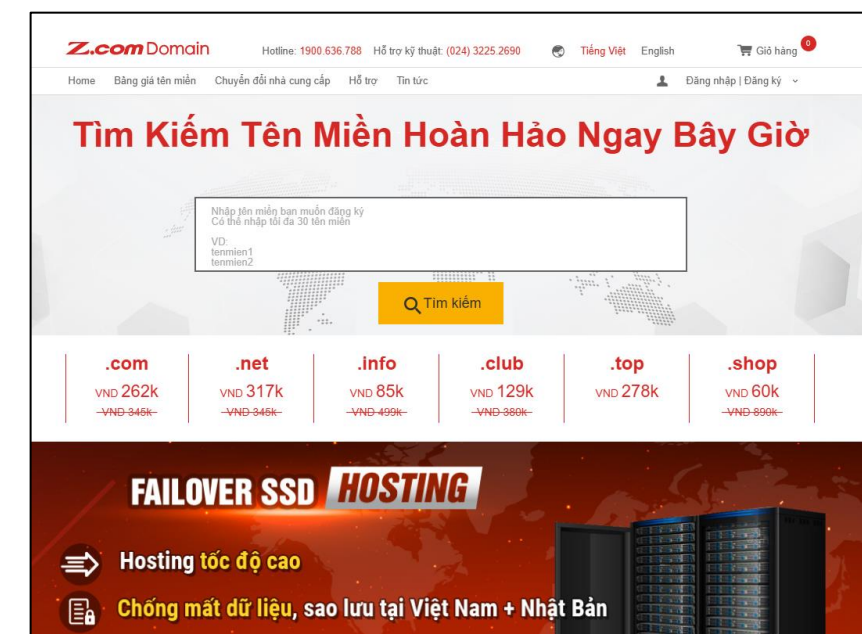 Z.com Domain Hotline: 1900.636.788 Hỗ trợ kỹ thuật: (024) 3225.2690 Tiếng Việt English Giỏ hàng 0
Home Bảng giá tên miền Chuyển đổi nhà cung cấp Hỗ trợ Tin tức Đăng nhập | Đăng ký
Tìm Kiếm Tên Miền Hoàn Hảo Ngay Bây Giờ
Nhập tên miền bạn muốn đăng ký
Có thể nhập tối đa 30 tên miền
VD:
tenmien1
tenmien2
Tìm kiếm
.com .net .info .club .top .shop
VND 262k VND 317k VND 85k VND 129k VND 278k VND 60k
VND 345k VND 345k VND 499k VND 380k VND 890k
FAILOVER SSD HOSTING
Hosting tốc độ cao
Chống mất dữ liệu, sao lưu tại Việt Nam + Nhật Bản